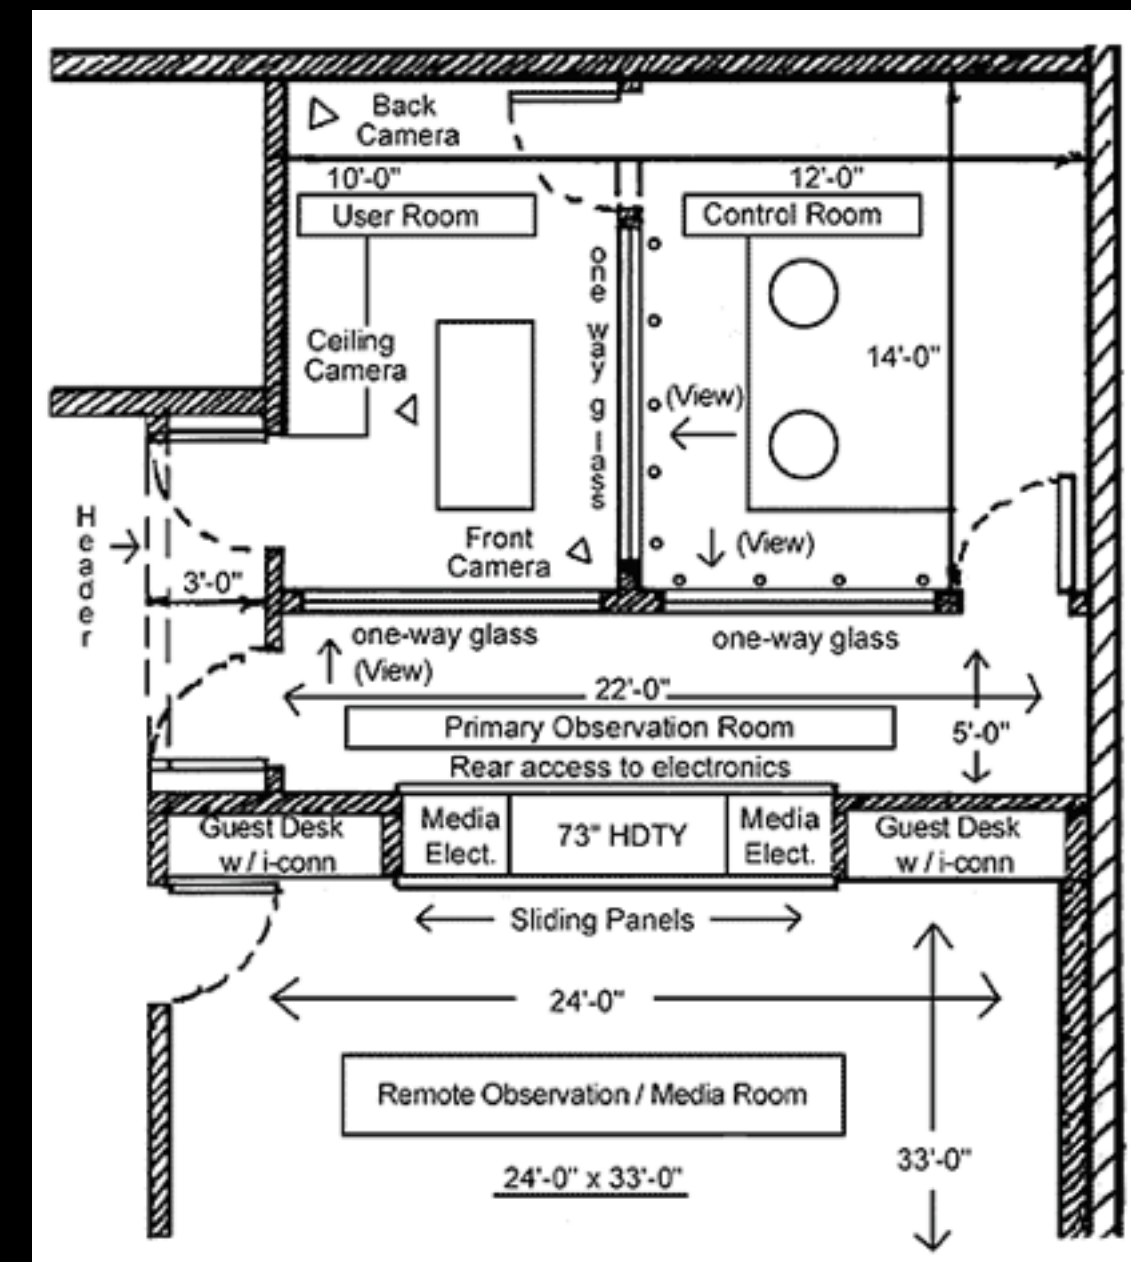 Back
Camera
10'-0"
12'-0"
User Room
Control Room
one way glass
Ceiling
Camera
14'-0"
(View)
Header
Front
Camera
(View)
3'-0"
one-way glass
one-way glass
(View)
22'-0"
Primary Observation Room
5'-0"
Rear access to electronics
Guest Desk
w / i-conn
Media
Elect.
73" HDTY
Media
Elect.
Guest Desk
w / i-conn
Sliding Panels
24'-0"
Remote Observation / Media Room
33'-0"
24'-0" x 33'-0"